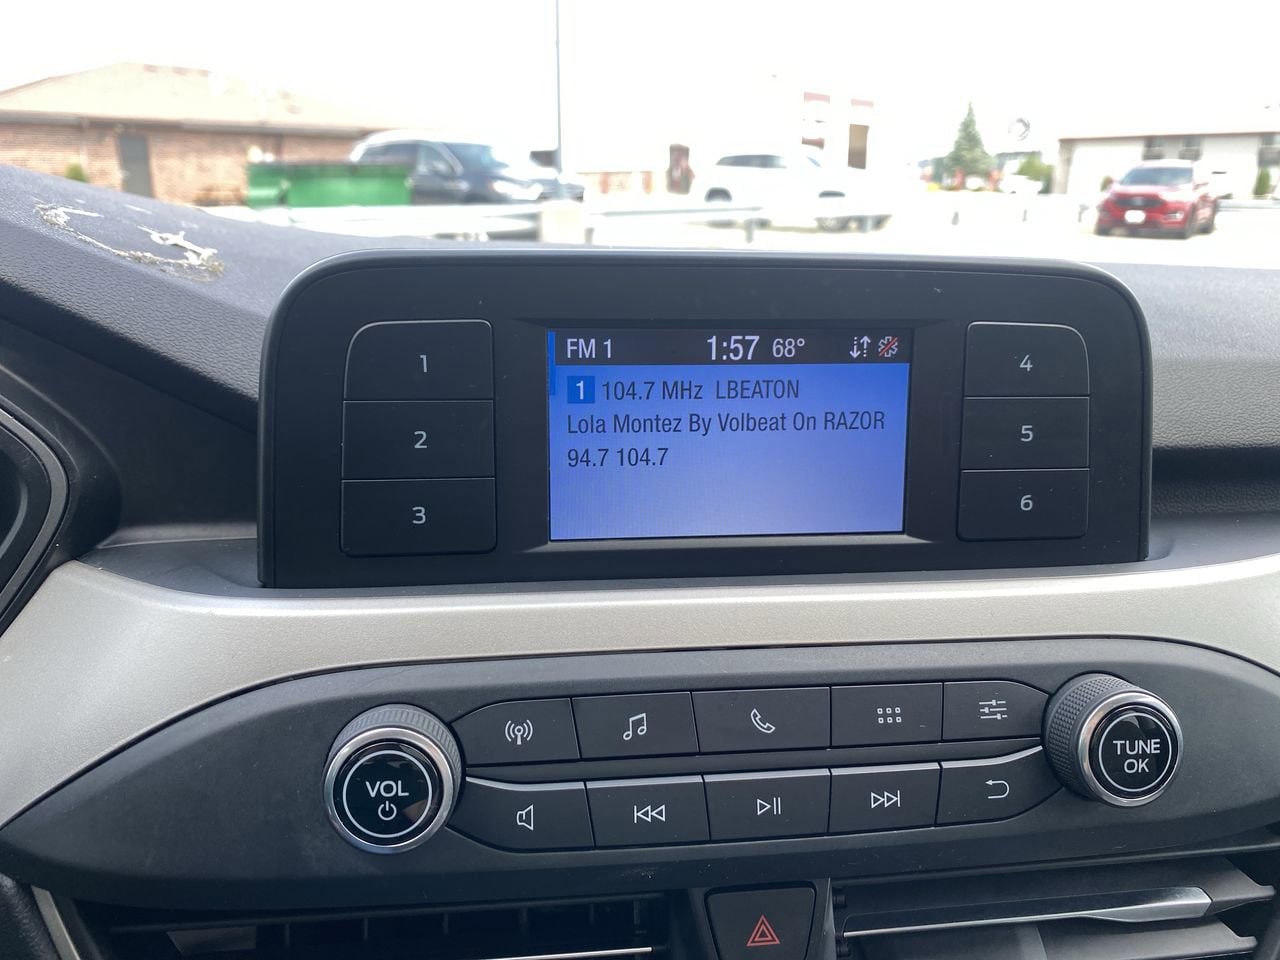 FM 1 1:57 68°
1 104.7 MHz LBEATON
Lola Montez By Volbeat On RAZOR
94.7 104.7
1
2
3
4
5
6
VOL
TUNE
OK